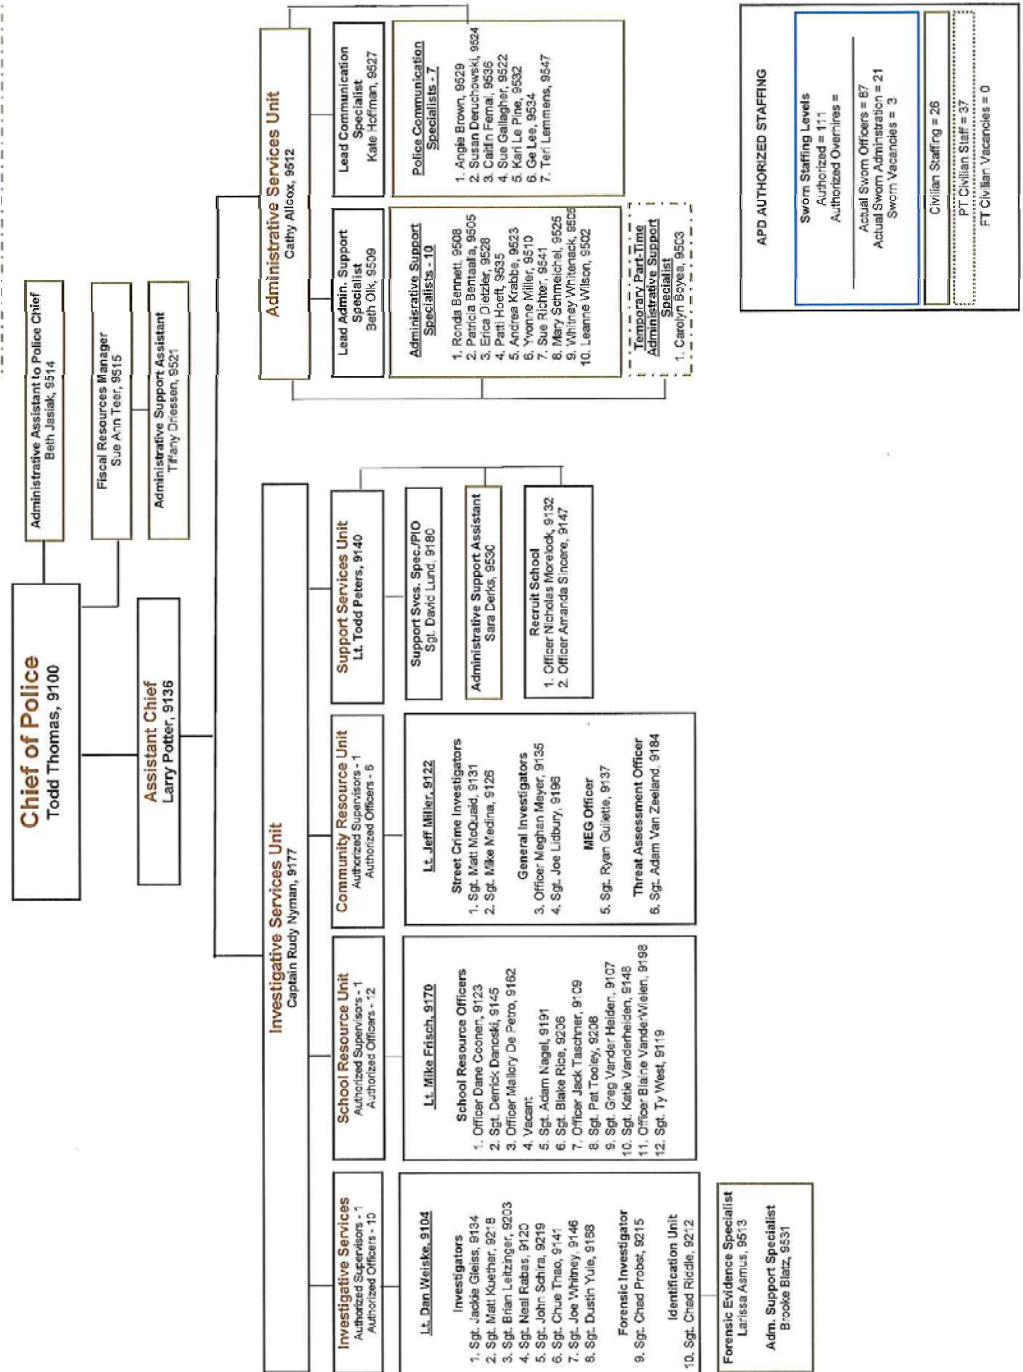 Chief of Police
Todd Thomas, 9100
Administrative Assistant to Police Chief
Beth Jasiak, 9514
Fiscal Resources Manager
Sue Ann Teer, 9515
Administrative Support Assistant
Tiffany Driessen, 9521
Assistant Chief
Larry Potter, 9136
Investigative Services Unit
Captain Rudy Nyman, 9177
Administrative Services Unit
Cathy Allcox, 9512
Investigative Services
Authorized Supervisors - 1
Authorized Officers - 10
Lt. Dan Weiske, 9104
Investigators
1. Sgt. Jackie Gleiss, 9134
2. Sgt. Matt Kuether, 9218
3. Sgt. Brian Leitzinger, 9203
4. Sgt. Neal Rabas, 9120
5. Sgt. John Schira, 9219
6. Sgt. Chue Thao, 9141
7. Sgt. Joe Whitney, 9146
8. Sgt. Dustin Yule, 9168
Forensic Investigator
9. Sgt. Chad Probst, 9215
Identification Unit
10. Sgt. Chad Riddle, 9212
Forensic Evidence Specialist
Larissa Asmus, 9513
Adm. Support Specialist
Brooke Blatz, 9531
School Resource Unit
Authorized Supervisors - 1
Authorized Officers - 12
Lt. Mike Frisch, 9170
School Resource Officers
1. Officer Dane Coonen, 9123
2. Sgt. Derrick Danoski, 9145
3. Officer Mallory De Petro, 9162
4. Vacant
5. Sgt. Adam Nagel, 9191
6. Sgt. Blake Rice, 9206
7. Officer Jack Taschner, 9109
8. Sgt. Pat Tooley, 9208
9. Sgt. Greg Vander Heiden, 9107
10. Sgt. Katie Vanderheiden, 9148
11. Officer Blaine VanderWielen, 9198
12. Sgt. Ty West, 9119
Community Resource Unit
Authorized Supervisors - 1
Authorized Officers - 6
Lt. Jeff Miller, 9122
Street Crime Investigators
1. Sgt. Matt McQuaid, 9131
2. Sgt. Mike Medina, 9126
General Investigators
3. Officer Meghan Meyer, 9135
4. Sgt. Joe Lidbury, 9196
MEG Officer
5. Sgt. Ryan Gullette, 9137
Threat Assessment Officer
6. Sgt. Adam Van Zeeland, 9184
Support Services Unit
Lt. Todd Peters, 9140
Support Svcs. Spec./PIO
Sgt. David Lund, 9180
Administrative Support Assistant
Sara Derks, 9530
Recruit School
1. Officer Nicholas Morelock, 9132
2. Officer Amanda Sincere, 9147
Lead Admin. Support
Specialist
Beth Olk, 9509
Adminisrative Support
Specialists - 10
1. Ronda Bennett, 9508
2. Patricia Bentaalla, 9505
3. Erica Dietzler, 9528
4. Patti Hoeft, 9535
5. Andrea Krabbe, 9523
6. Yvonne Miller, 9510
7. Sue Richter, 9541
8. Mary Schmeichel, 9525
9. Whitney Whitenack, 9506
10. Leanne Wilson, 9502
Temporary Part-Time
Administrative Support
Specialist
1. Carolyn Boyea, 9503
Lead Communication
Specialist
Kate Hoffman, 9527
Police Communication
Specialists - 7
1. Angie Brown, 9529
2. Susan Deruchowski, 9524
3. Caitlin Femal, 9536
4. Sue Gallagher, 9522
5. Kari Le Pine, 9532
6. Ge Lee, 9534
7. Teri Lemmens, 9547
APD AUTHORIZED STAFFING
Sworn Staffing Levels
Authorized = 111
Authorized Overhires =
Actual Sworn Officers = 87
Actual Sworn Adminstration = 21
Sworn Vacancies = 3
Civilian Staffing = 26
PT Civilian Staff = 37
FT Civilian Vacancies = 0